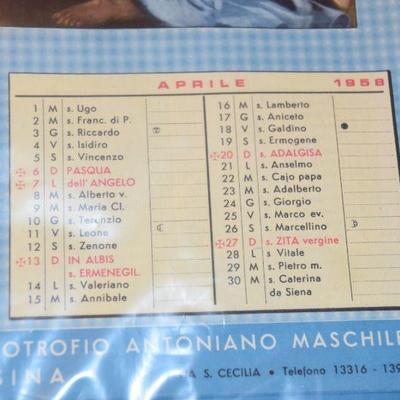 APRILE 1958
1 M s. Ugo
2 M s. Franc. di P.
3 G s. Riccardo
4 V s. Isidiro
5 S s. Vincenzo
✠ 6 D PASQUA
✠ 7 L dell'ANGELO
8 M s. Alberto v.
9 M s. Maria Cl.
10 G s. Terenzio
11 V s. Leone
12 S s. Zenone
✠ 13 D IN ALBIS
s. ERMENEGIL.
14 L s. Valeriano
15 M s. Annibale
16 M s. Lamberto
17 G s. Aniceto
18 V s. Galdino
19 S s. Ermogene
✠ 20 D s. ADALGISA
21 L s. Anselmo
22 M s. Cajo papa
23 M s. Adalberto
24 G s. Giorgio
25 V s. Marco ev.
26 S s. Marcellino
✠ 27 D s. ZITA vergine
28 L s. Vitale
29 M s. Pietro m.
30 M s. Caterina
da Siena
OTROFIO ANTONIANO MASCHILE
SINA S. CECILIA • Telefono 13316 - 139